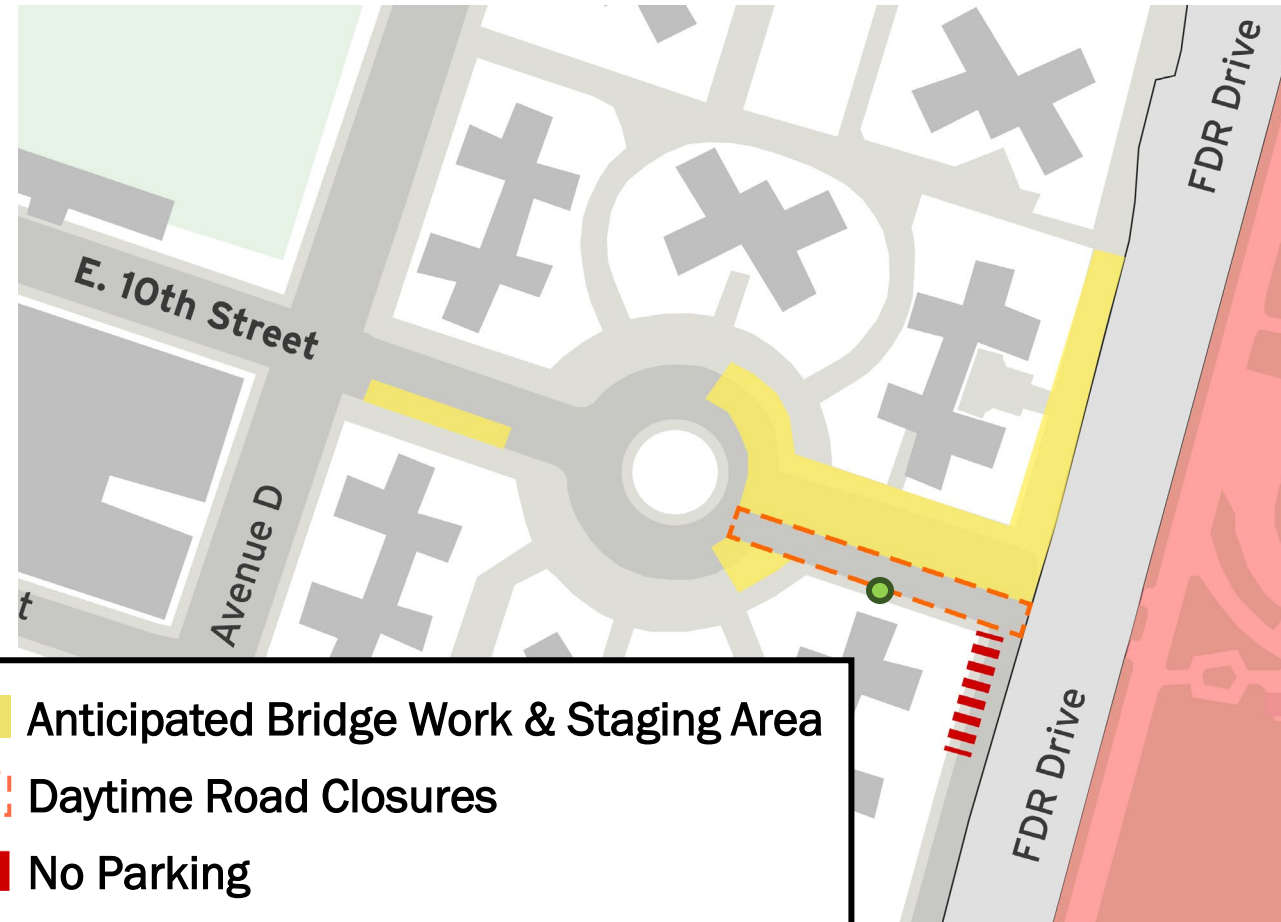 FDR Drive
E. 10th Street
Avenue D
t
FDR Drive
Anticipated Bridge Work & Staging Area
Daytime Road Closures
No Parking